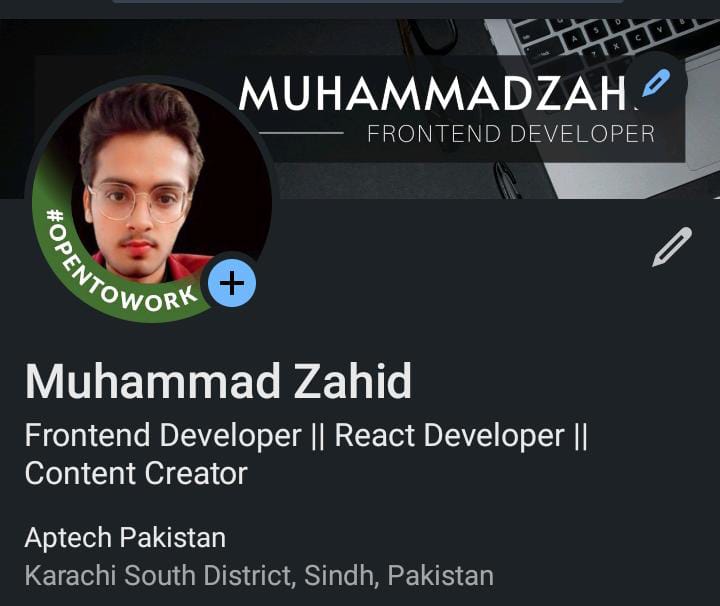 MUHAMMADZAH
FRONTEND DEVELOPER
#OPENTOWORK
Muhammad Zahid
Frontend Developer || React Developer ||
Content Creator
Aptech Pakistan
Karachi South District, Sindh, Pakistan